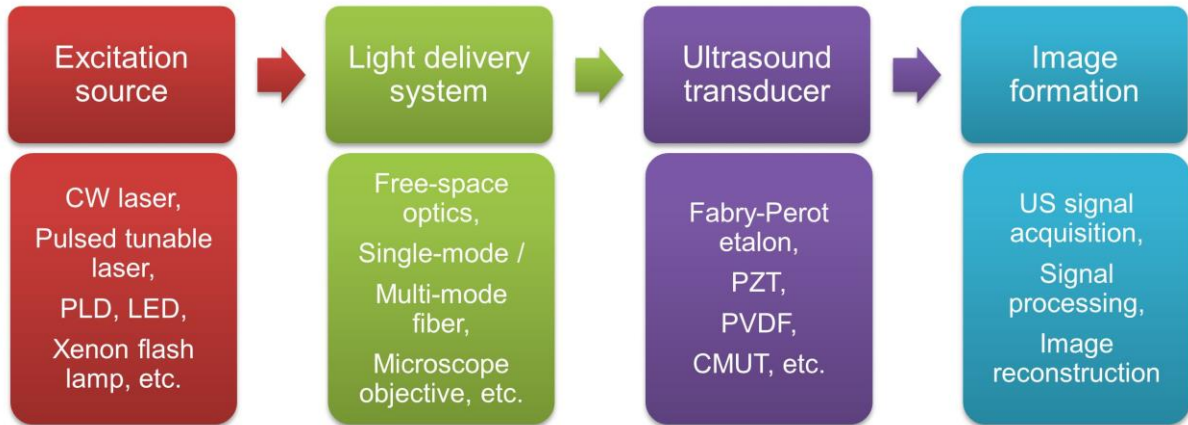 Excitation
source
Light delivery
system
Ultrasound
transducer
Image
formation
CW laser,
Pulsed tunable
laser,
PLD, LED,
Xenon flash
lamp, etc.
Free-space
optics,
Single-mode /
Multi-mode
fiber,
Microscope
objective, etc.
Fabry-Perot
etalon,
PZT,
PVDF,
CMUT, etc.
US signal
acquisition,
Signal
processing,
Image
reconstruction